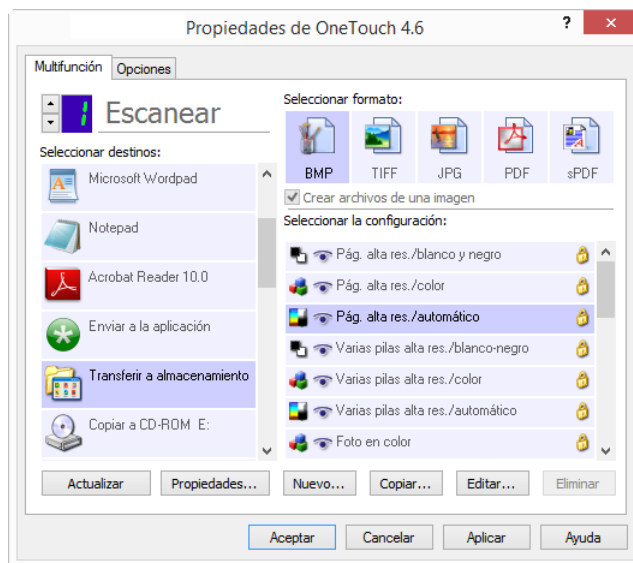 Propiedades de OneTouch 4.6
?
×
Multifunción
Opciones
1
Escanear
Seleccionar destinos:
Microsoft Wordpad
Notepad
Acrobat Reader 10.0
Enviar a la aplicación
Transferir a almacenamiento
Copiar a CD-ROM E:
Seleccionar formato:
BMP
TIFF
JPG
PDF
sPDF
Crear archivos de una imagen
Seleccionar la configuración:
Pág. alta res./blanco y negro
Pág. alta res./color
Pág. alta res./automático
Varias pilas alta res./blanco-negro
Varias pilas alta res./color
Varias pilas alta res./automático
Foto en color
Actualizar
Propiedades...
Nuevo...
Copiar...
Editar...
Eliminar
Aceptar
Cancelar
Aplicar
Ayuda